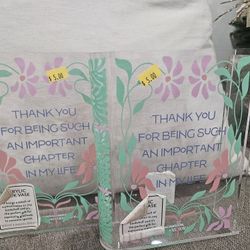 $5.00
THANK YOU
FOR BEING SUCH
AN IMPORTANT
CHAPTER
IN MY LIFE
$5.00
THANK YOU
FOR BEING SUCH
AN IMPORTANT
CHAPTER
IN MY LIFE